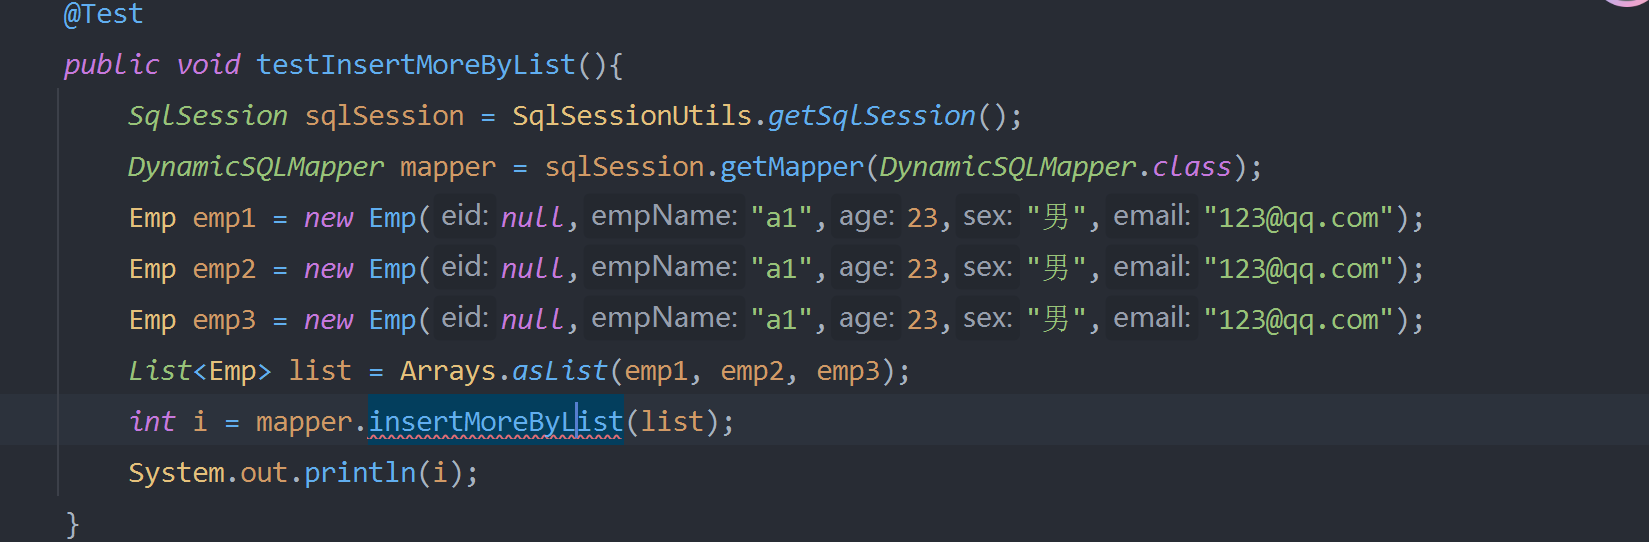 @Test
public void testInsertMoreByList(){
SqlSession sqlSession = SqlSessionUtils.getSqlSession();
DynamicSQLMapper mapper = sqlSession.getMapper(DynamicSQLMapper.class);
Emp emp1 = new Emp( eid: null, empName: "a1", age: 23, sex: "男", email: "123@qq.com");
Emp emp2 = new Emp( eid: null, empName: "a1", age: 23, sex: "男", email: "123@qq.com");
Emp emp3 = new Emp( eid: null, empName: "a1", age: 23, sex: "男", email: "123@qq.com");
List<Emp> list = Arrays.asList(emp1, emp2, emp3);
int i = mapper.insertMoreByList(list);
System.out.println(i);
}